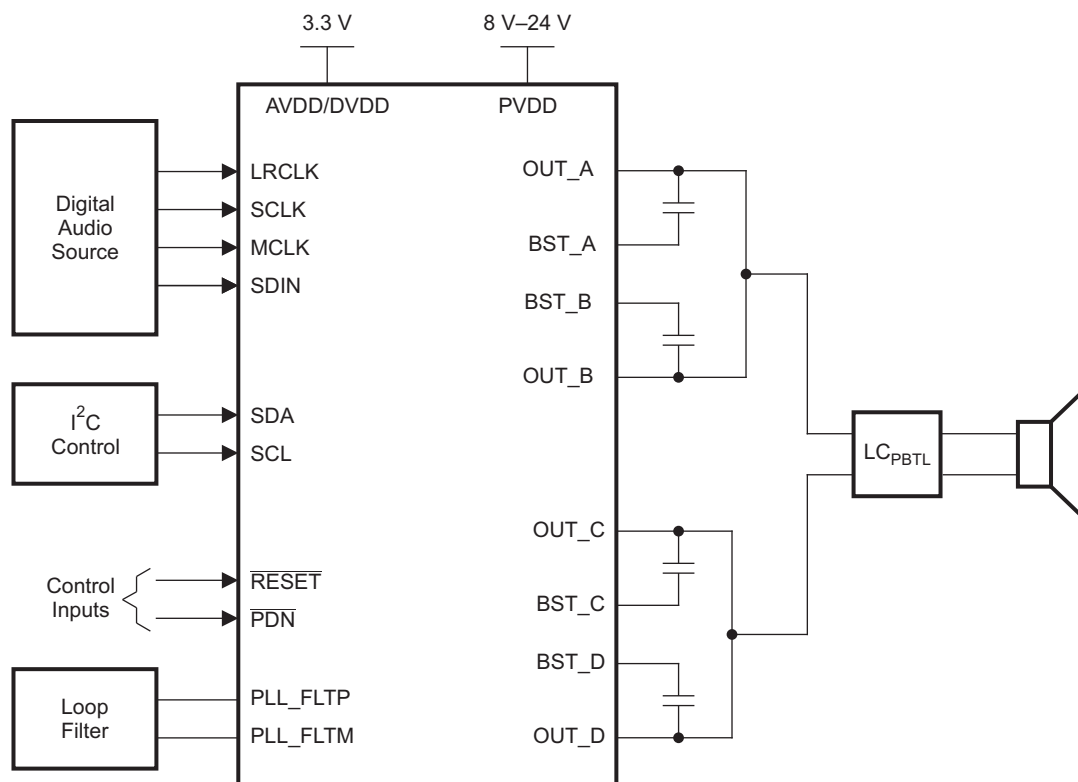 3.3 V
8 V–24 V
AVDD/DVDD
PVDD
Digital
Audio
Source
LRCLK
SCLK
MCLK
SDIN
I²C
Control
SDA
SCL
Control
Inputs
RESET
PDN
Loop
Filter
PLL_FLTP
PLL_FLTM
OUT_A
BST_A
BST_B
OUT_B
OUT_C
BST_C
BST_D
OUT_D
LCPBTL